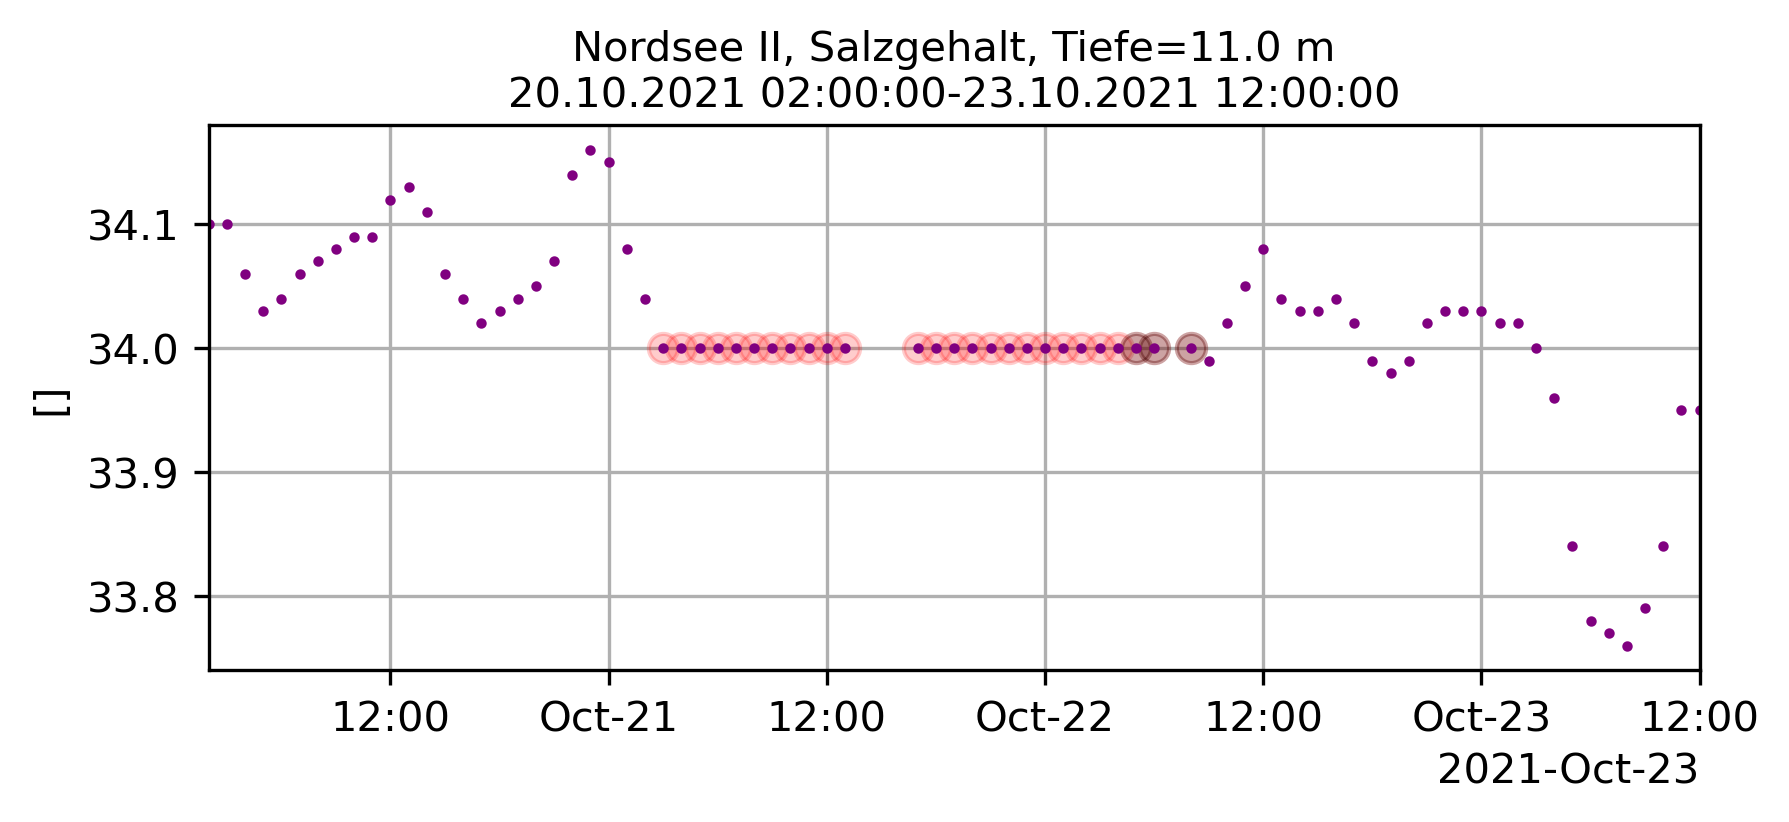 Nordsee II, Salzgehalt, Tiefe=11.0 m
20.10.2021 02:00:00-23.10.2021 12:00:00
34.1
34.0
33.9
33.8
[]
12:00 Oct-21 12:00 Oct-22 12:00 Oct-23 12:00
2021-Oct-23